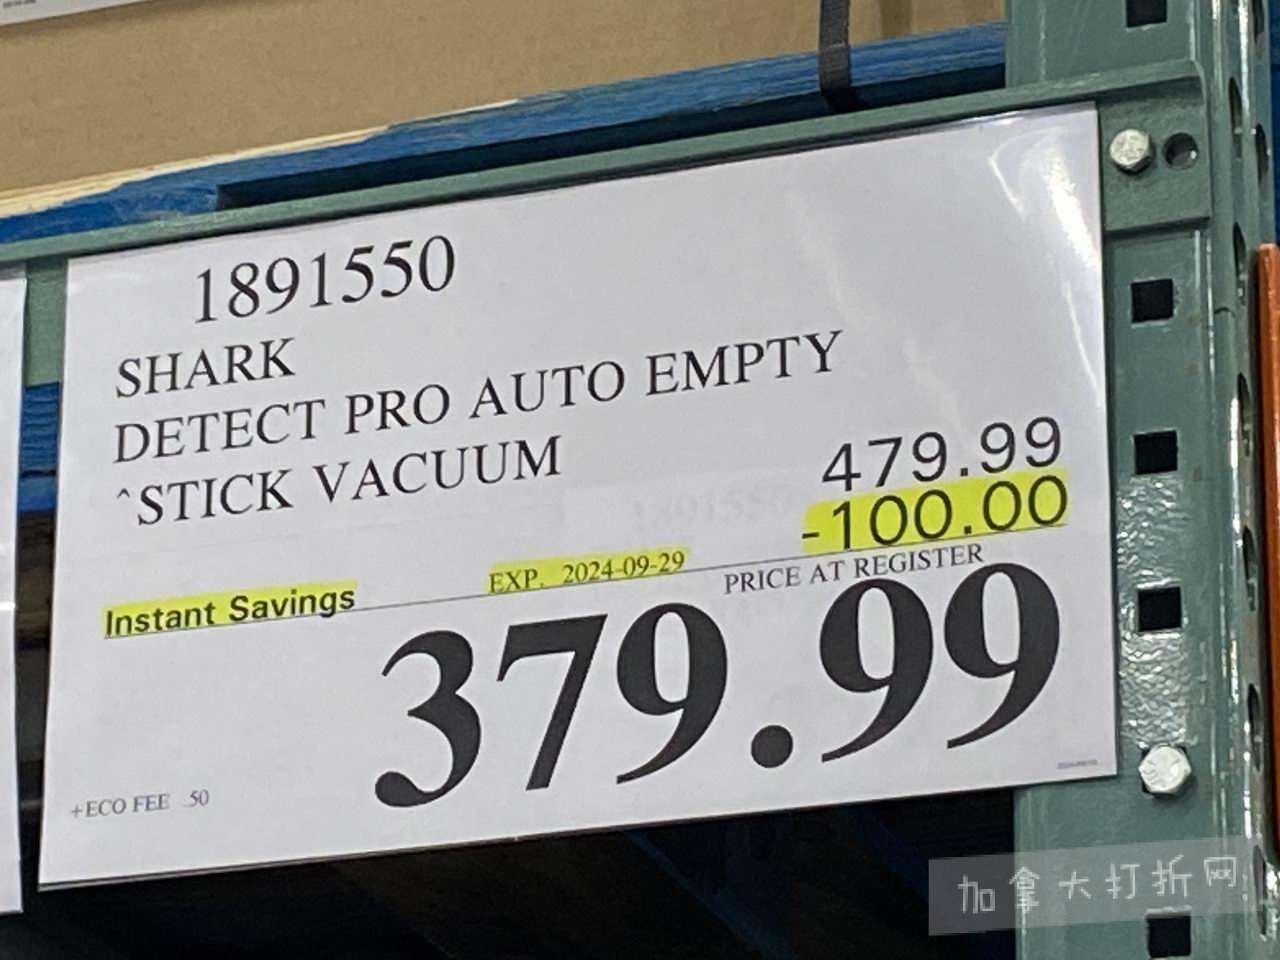 1891550
SHARK
DETECT PRO AUTO EMPTY
^STICK VACUUM
479.99
-100.00
Instant Savings
EXP. 2024-09-29
PRICE AT REGISTER
379.99
+ECO FEE .50
加拿大打折网